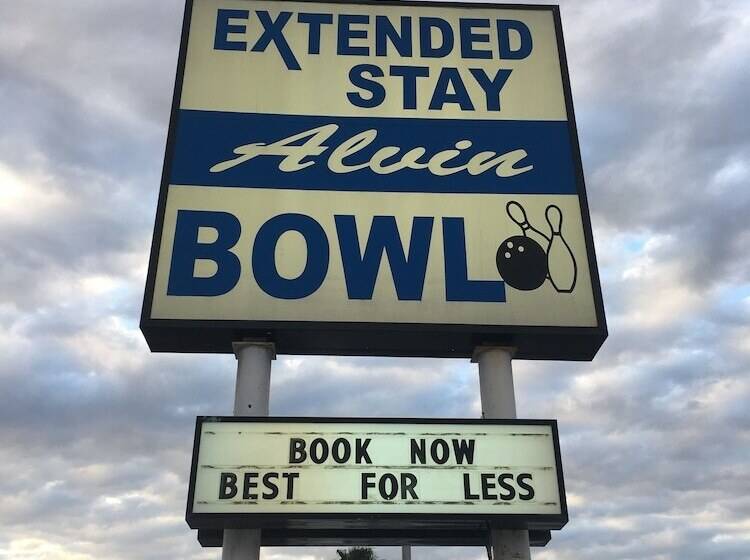 EXTENDED
STAY
Alvin
BOWL
BOOK NOW
BEST FOR LESS